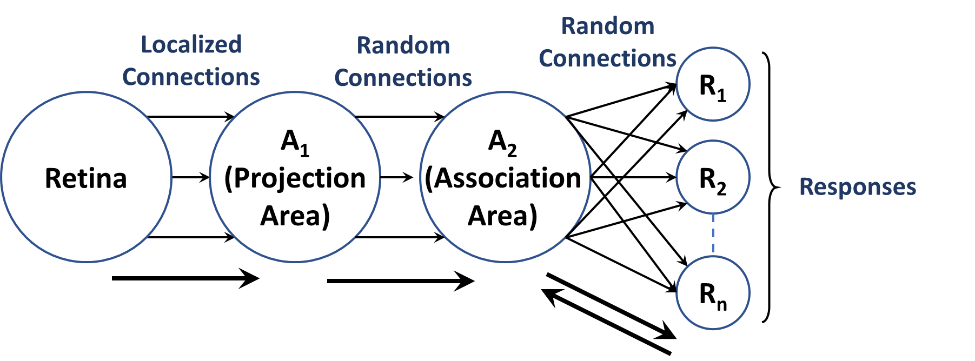 Localized
Connections
Random
Connections
Random
Connections
Retina
A1
(Projection
Area)
A2
(Association
Area)
R1
R2
Rn
Responses